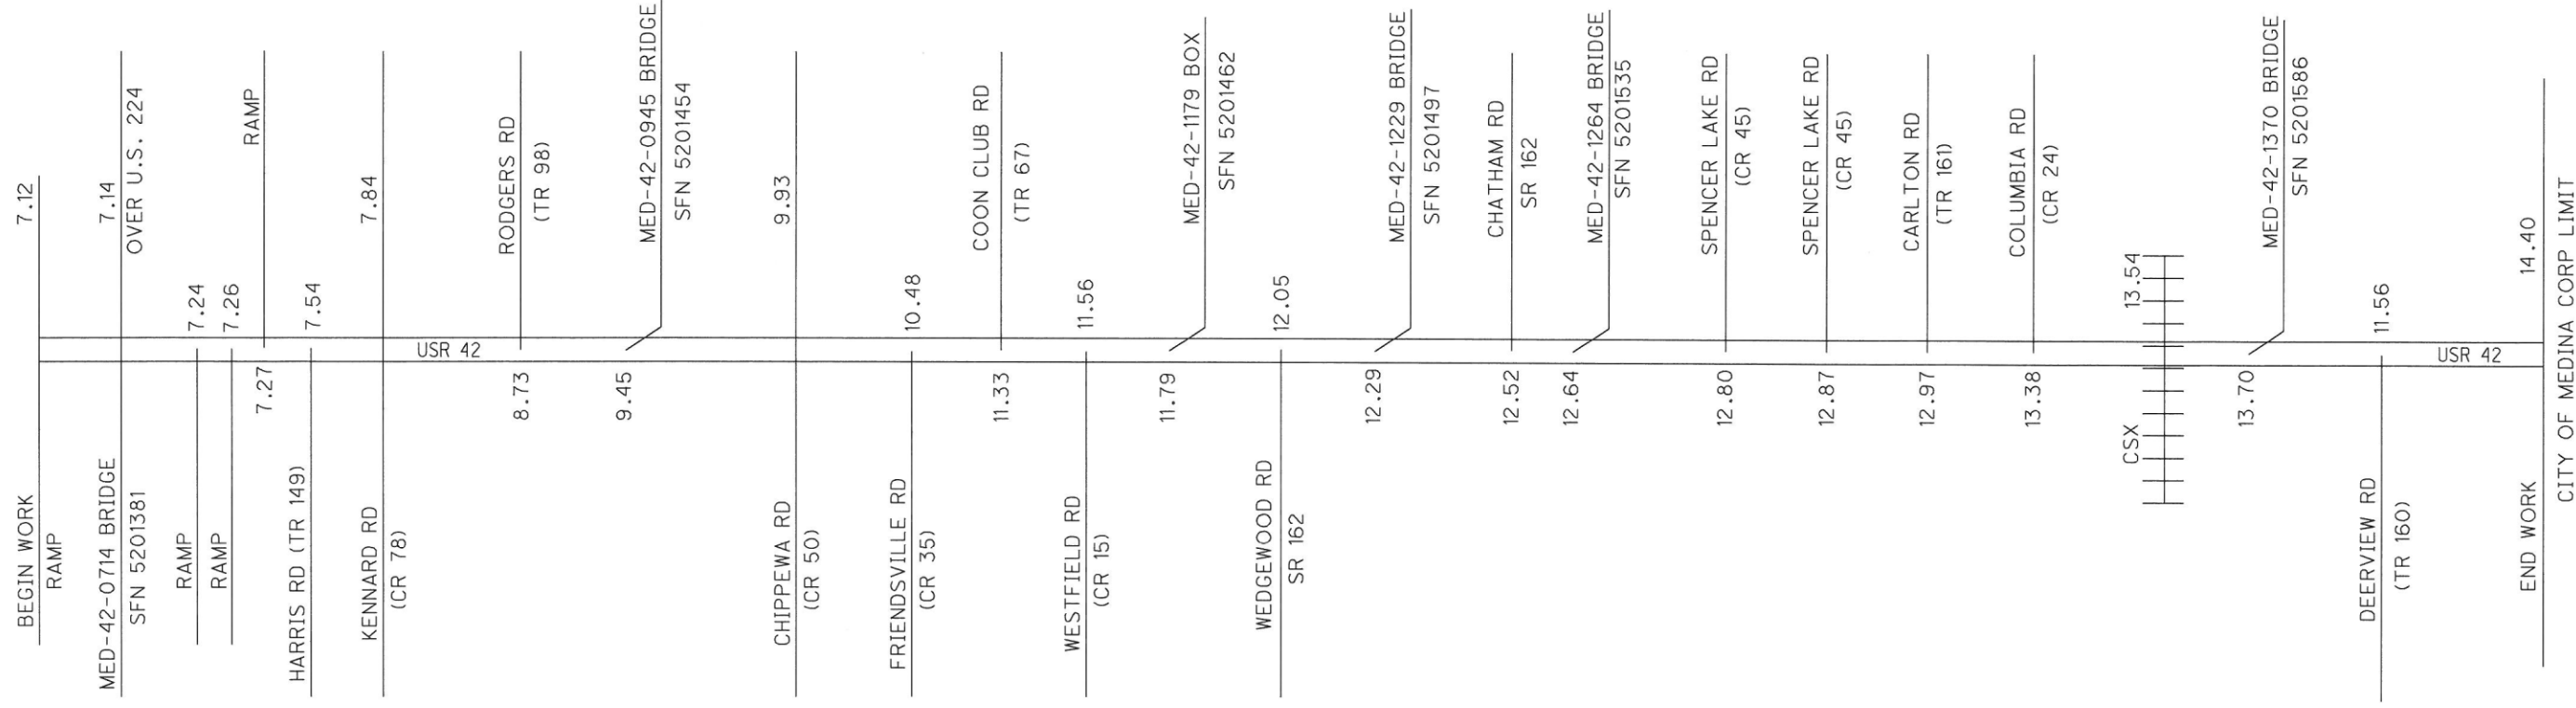 BEGIN WORK
RAMP
7.12
MED-42-0714 BRIDGE
SFN 5201381
7.14
OVER U.S. 224
RAMP
7.24
RAMP
7.26
RAMP
7.27
HARRIS RD (TR 149)
7.54
KENNARD RD
(CR 78)
7.84
USR 42
RODGERS RD
(TR 98)
8.73
MED-42-0945 BRIDGE
SFN 5201454
9.45
CHIPPEWA RD
(CR 50)
9.93
FRIENDSVILLE RD
(CR 35)
10.48
COON CLUB RD
(TR 67)
11.33
WESTFIELD RD
(CR 15)
11.56
MED-42-1179 BOX
SFN 5201462
11.79
WEDGEWOOD RD
SR 162
12.05
MED-42-1229 BRIDGE
SFN 5201497
12.29
CHATHAM RD
SR 162
12.52
MED-42-1264 BRIDGE
SFN 5201535
12.64
SPENCER LAKE RD
(CR 45)
12.80
SPENCER LAKE RD
(CR 45)
12.87
CARLTON RD
(TR 161)
12.97
COLUMBIA RD
(CR 24)
13.38
CSX
13.54
MED-42-1370 BRIDGE
SFN 5201586
13.70
DEERVIEW RD
(TR 160)
11.56
USR 42
END WORK
14.40
CITY OF MEDINA CORP LIMIT